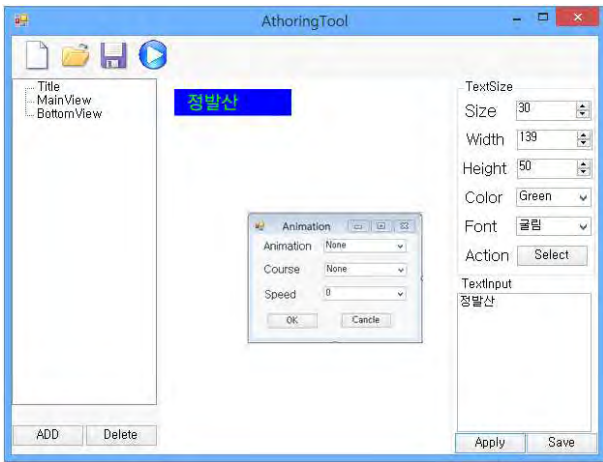 AthoringTool
Title
MainView
BottomView
ADD
Delete
정발산
Animation
Animation None
Course None
Speed 0
OK
Cancle
TextSize
Size 30
Width 139
Height 50
Color Green
Font 굴림
Action Select
TextInput
정발산
Apply
Save